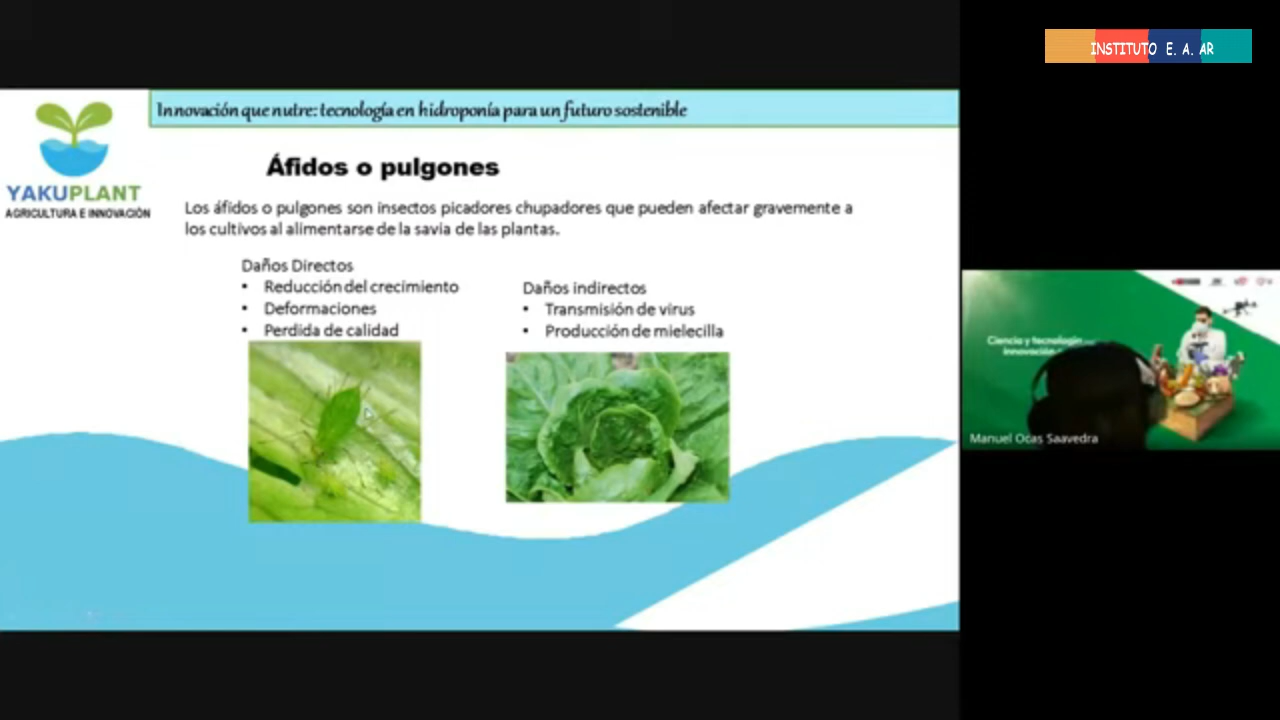 INSTITUTO E. A. AR
Innovación que nutre: tecnología en hidroponía para un futuro sostenible
YAKUPLANT
AGRICULTURA E INNOVACIÓN
Áfidos o pulgones
Los áfidos o pulgones son insectos picadores chupadores que pueden afectar gravemente a
los cultivos al alimentarse de la savia de las plantas.
Daños Directos
• Reducción del crecimiento
• Deformaciones
• Perdida de calidad
Daños indirectos
• Transmisión de virus
• Producción de mielecilla
Ciencia y tecnología
innovación
Manuel Ocas Saavedra